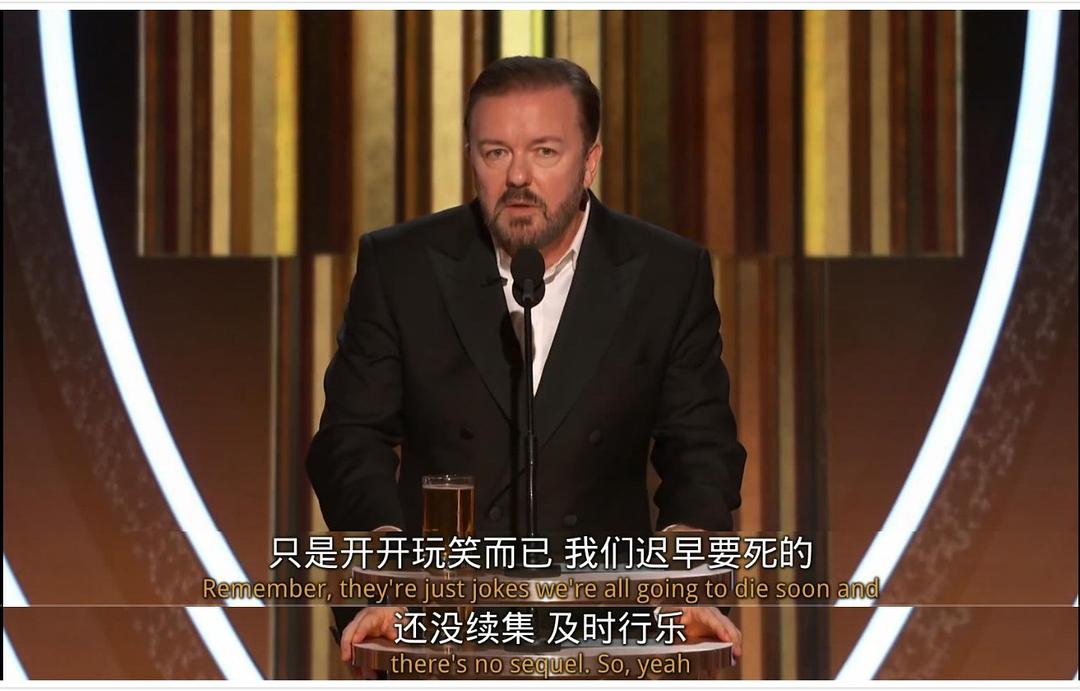 只是开开玩笑而已 我们迟早要死的
Remember, they're just jokes we're all going to die soon and
还没续集 及时行乐
there's no sequel. So, yeah